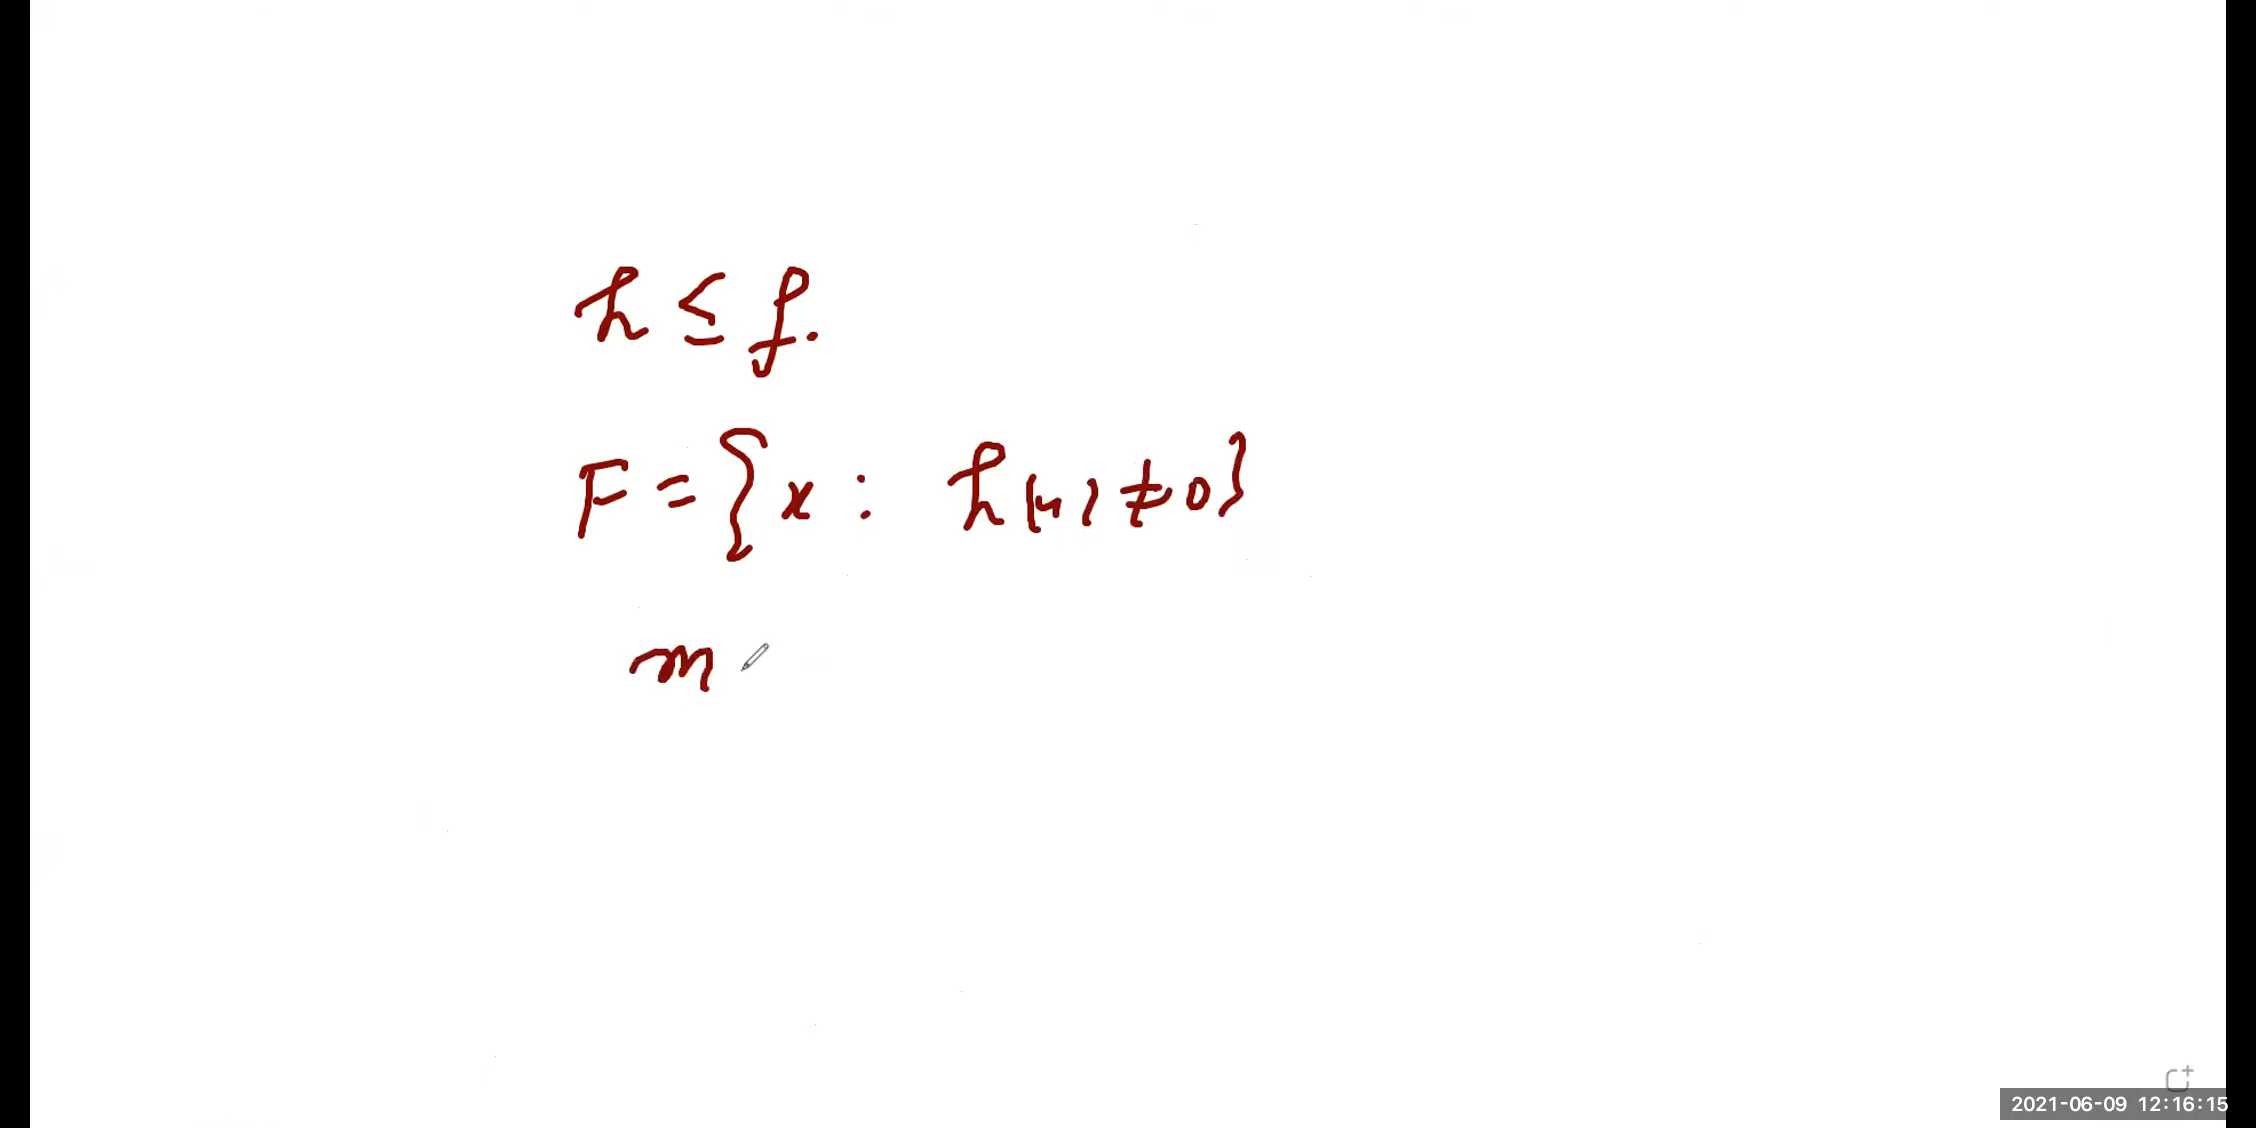 h ≤ f.
F = {x : h(x) ≠ 0}
m
2021-06-09 12:16:15